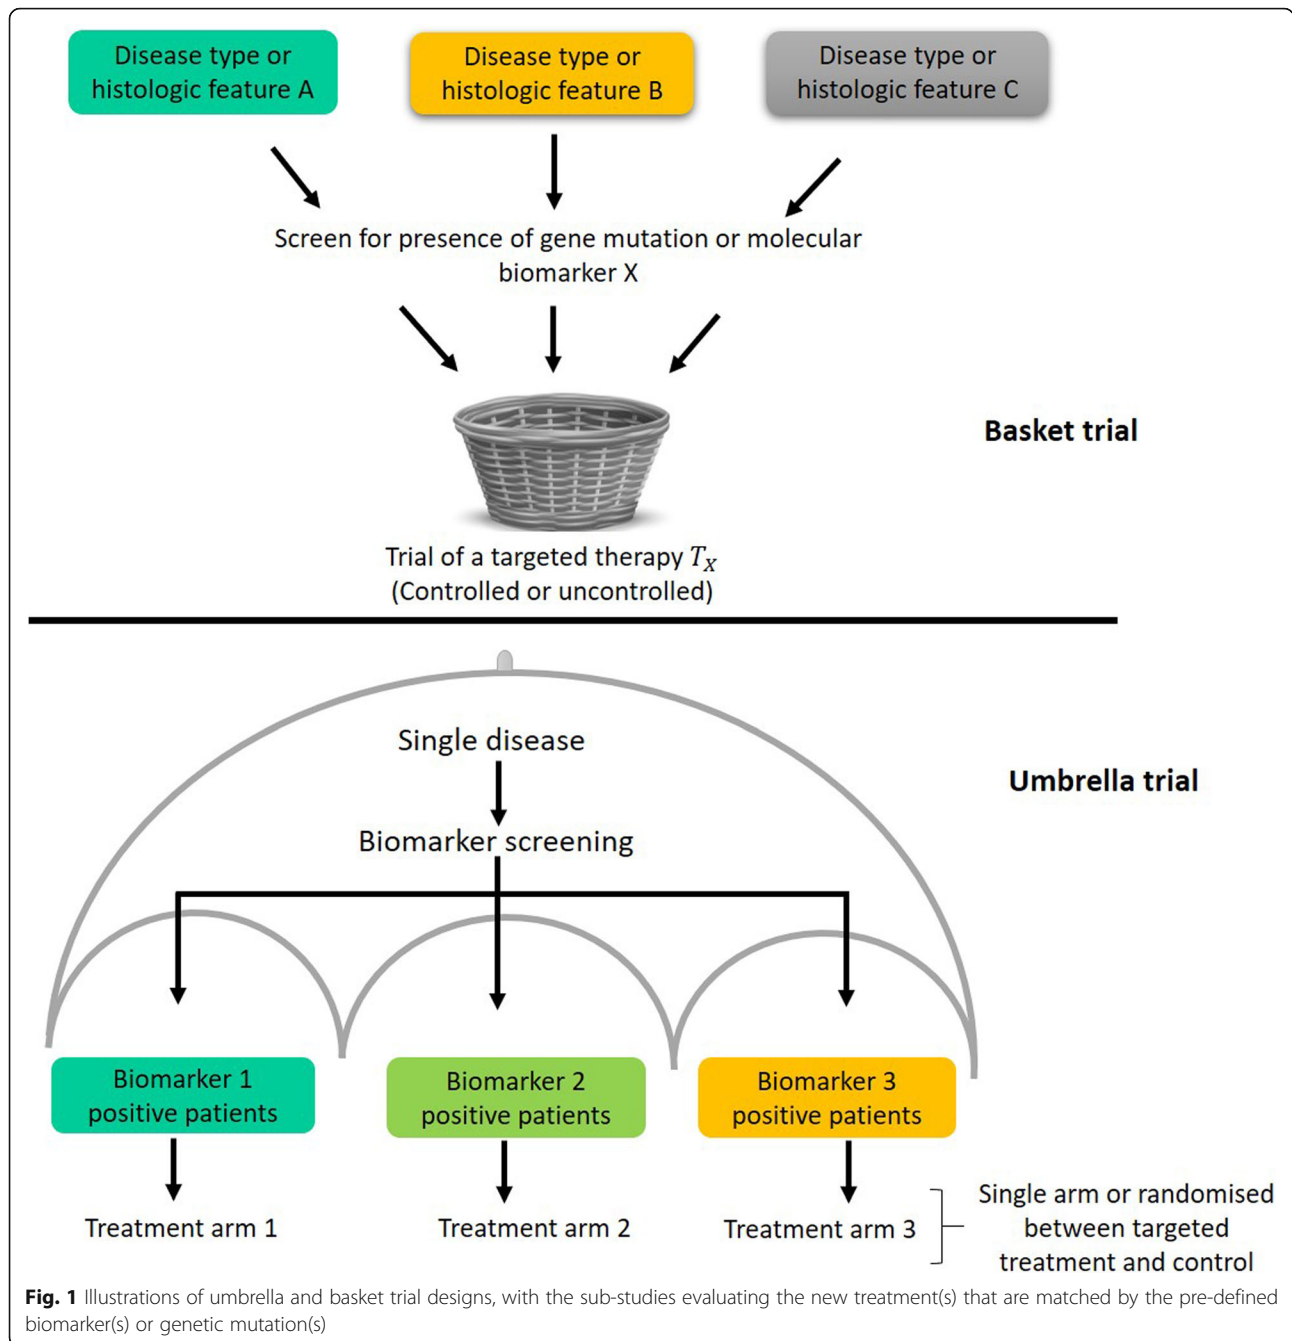 Disease type or
histologic feature A
Disease type or
histologic feature B
Disease type or
histologic feature C
Screen for presence of gene mutation or molecular
biomarker X
Basket trial
Trial of a targeted therapy T_X
(Controlled or uncontrolled)
Single disease
Umbrella trial
Biomarker screening
Biomarker 1
positive patients
Biomarker 2
positive patients
Biomarker 3
positive patients
Treatment arm 1
Treatment arm 2
Treatment arm 3
Single arm or randomised
between targeted
treatment and control
Fig. 1 Illustrations of umbrella and basket trial designs, with the sub-studies evaluating the new treatment(s) that are matched by the pre-defined
biomarker(s) or genetic mutation(s)